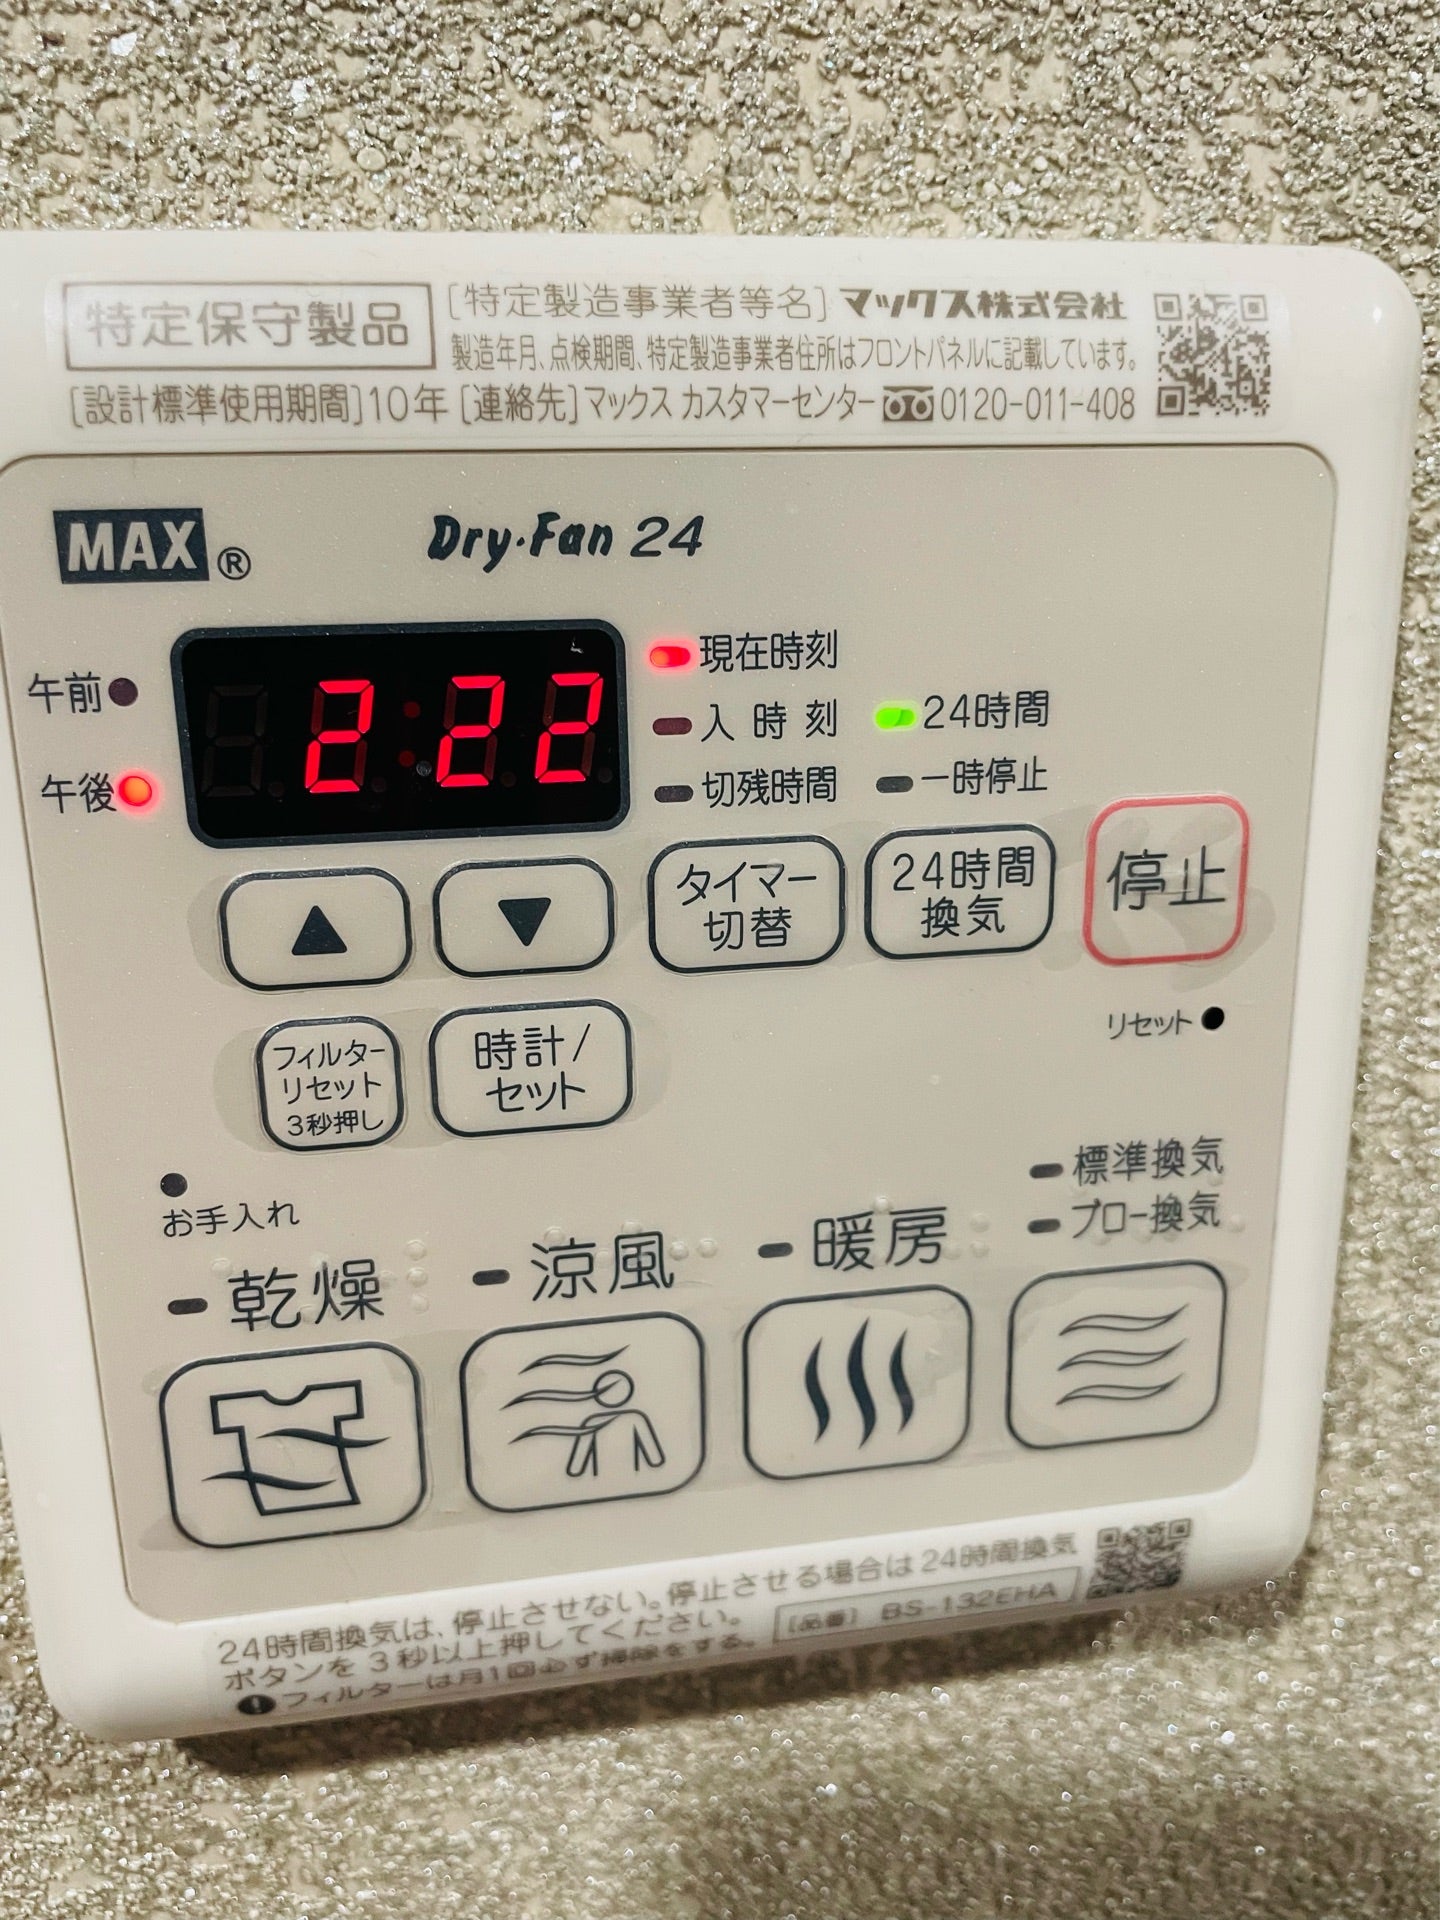 特定保守製品
[特定製造事業者等名] マックス株式会社
製造年月、点検期間、特定製造事業者住所はフロントパネルに記載しています。
[設計標準使用期間]10年 [連絡先]マックス カスタマーセンター 0120-011-408
MAX®
Dry·Fan 24
午前
午後
2:22
現在時刻
入時刻
切残時間
24時間
一時停止
▲
▼
タイマー
切替
24時間
換気
停止
リセット
フィルター
リセット
3秒押し
時計/
セット
お手入れ
乾燥
涼風
暖房
標準換気
ブロー換気
24時間換気は、停止させない。停止させる場合は24時間換気
ボタンを3秒以上押してください。
フィルターは月1回必ず掃除をする。
[品番] BS-132EHA